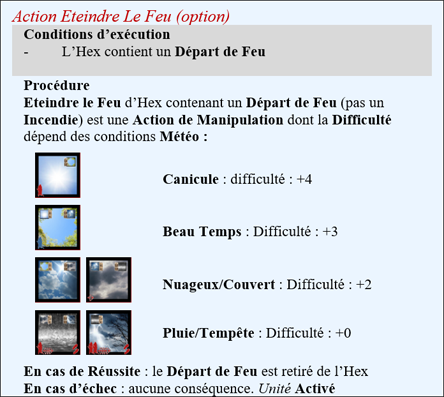 Action Eteindre Le Feu (option)
Conditions d’exécution
- L’Hex contient un Départ de Feu
Procédure
Eteindre le Feu d’Hex contenant un Départ de Feu (pas un
Incendie) est une Action de Manipulation dont la Difficulté
dépend des conditions Météo :
Canicule : difficulté : +4
Beau Temps : Difficulté : +3
Nuageux/Couvert : Difficulté : +2
Pluie/Tempête : Difficulté : +0
En cas de Réussite : le Départ de Feu est retiré de l’Hex
En cas d’échec : aucune conséquence. Unité Activé